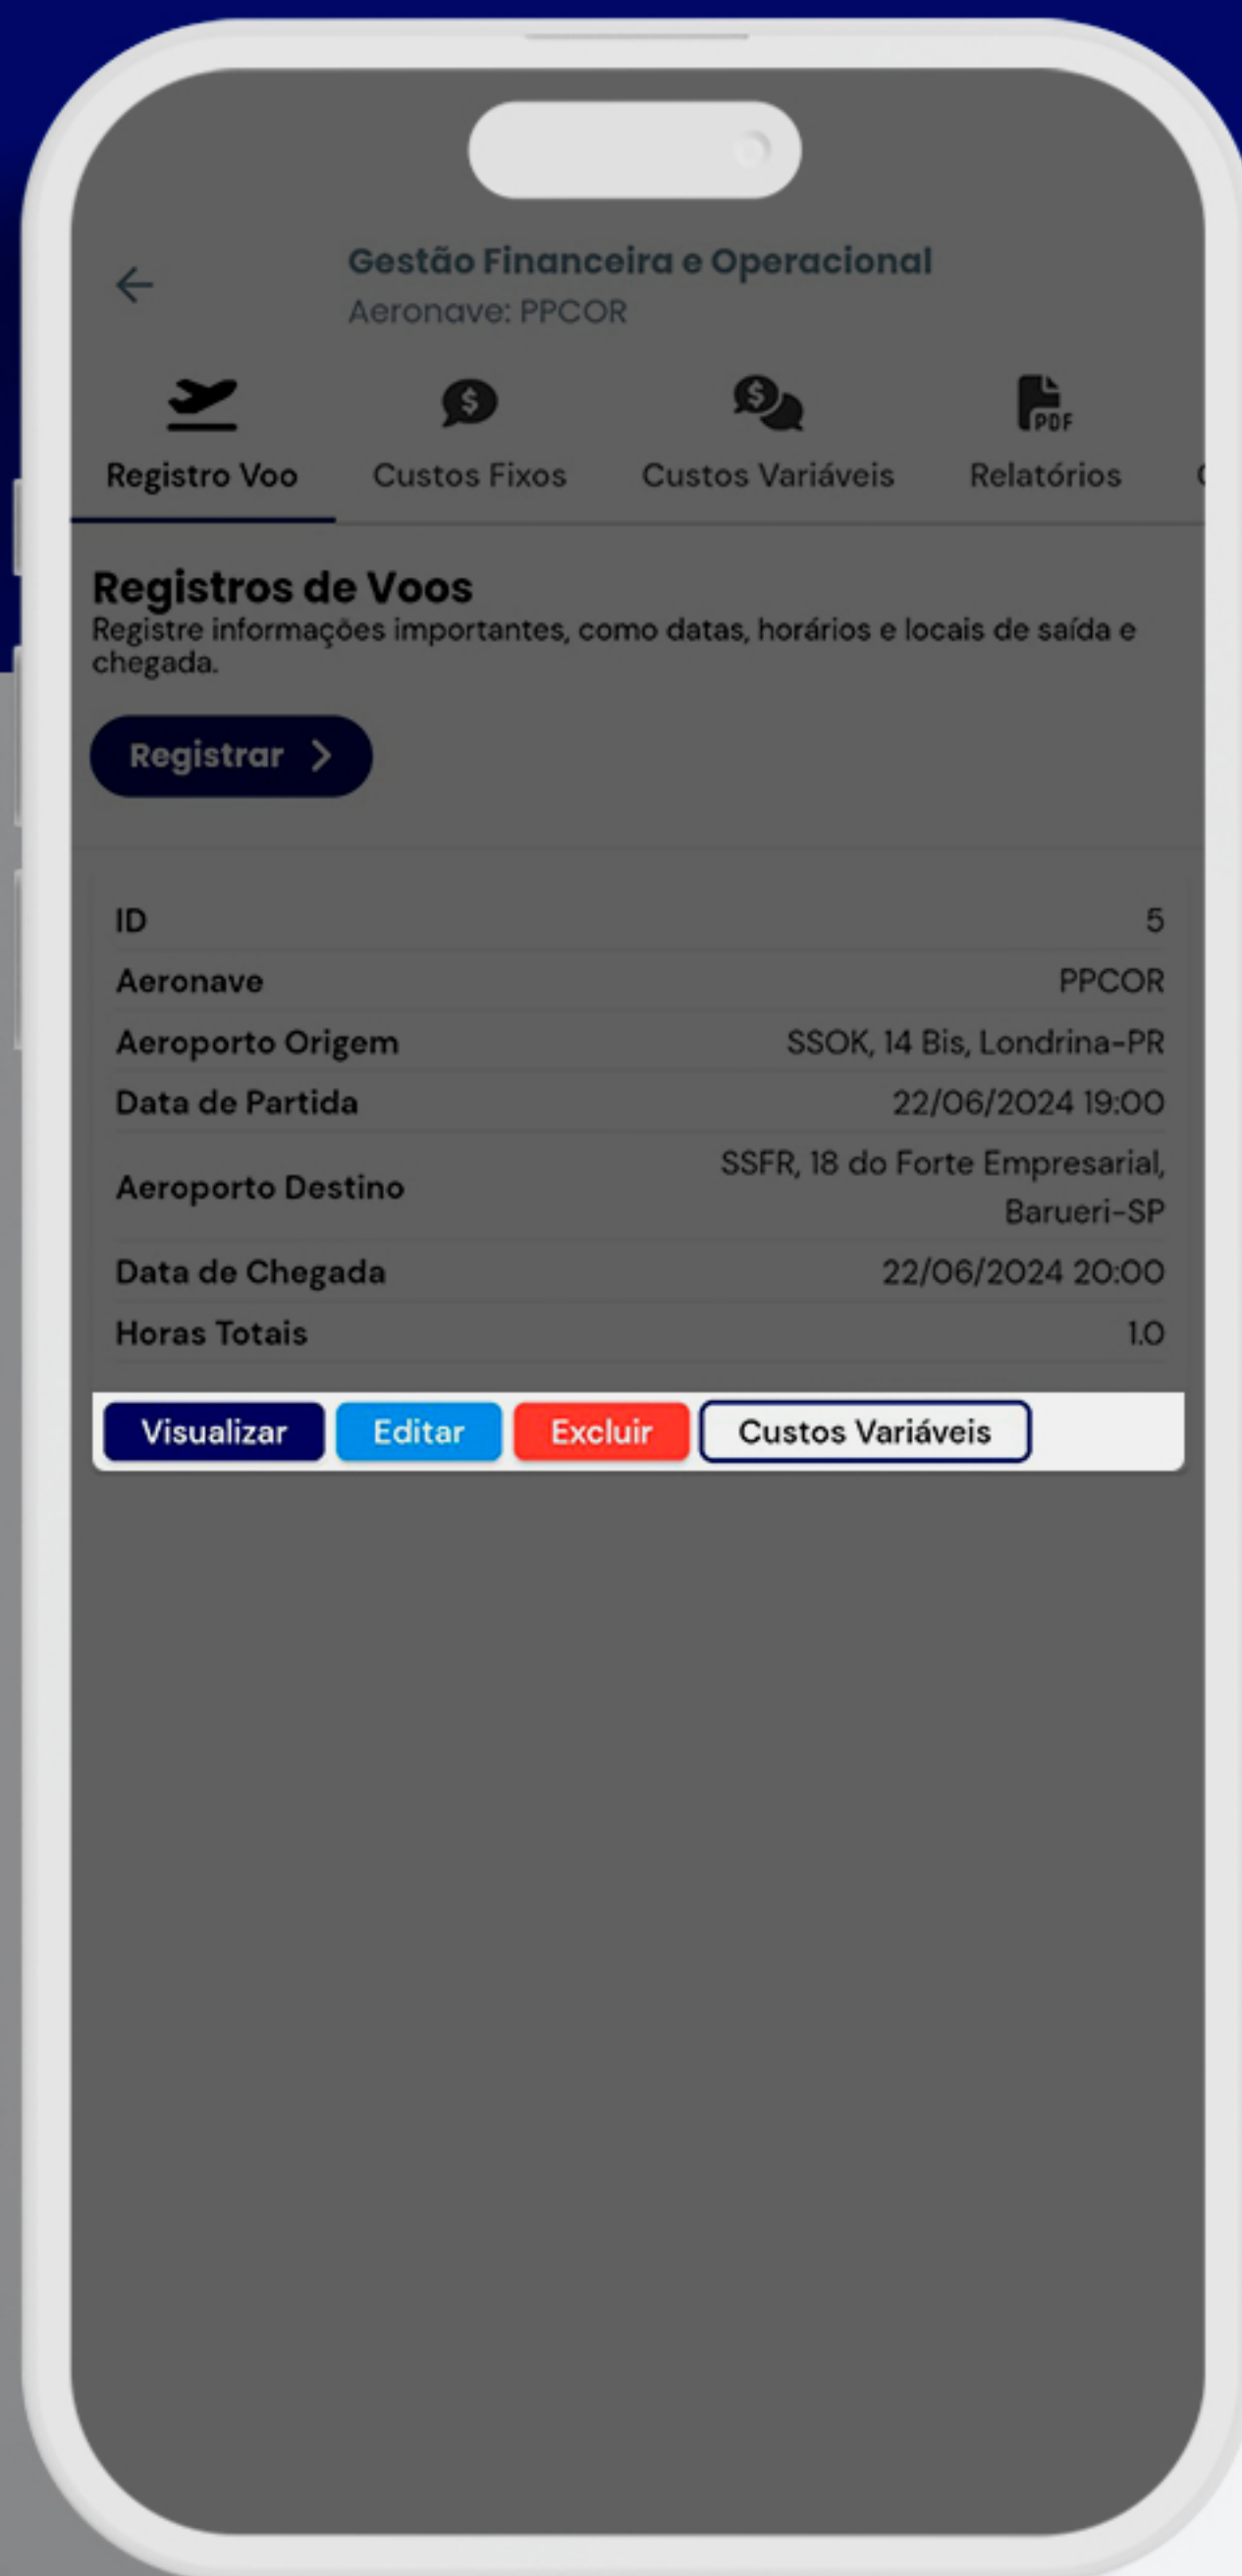 Gestão Financeira e Operacional
Aeronave: PPCOR
Registro Voo Custos Fixos Custos Variáveis PDF Relatórios
Registros de Voos
Registre informações importantes, como datas, horários e locais de saída e
chegada.
Registrar
ID 5
Aeronave PPCOR
Aeroporto Origem SSOK, 14 Bis, Londrina-PR
Data de Partida 22/06/2024 19:00
Aeroporto Destino SSFR, 18 do Forte Empresarial,
Barueri-SP
Data de Chegada 22/06/2024 20:00
Horas Totais 1.0
Visualizar Editar Excluir Custos Variáveis